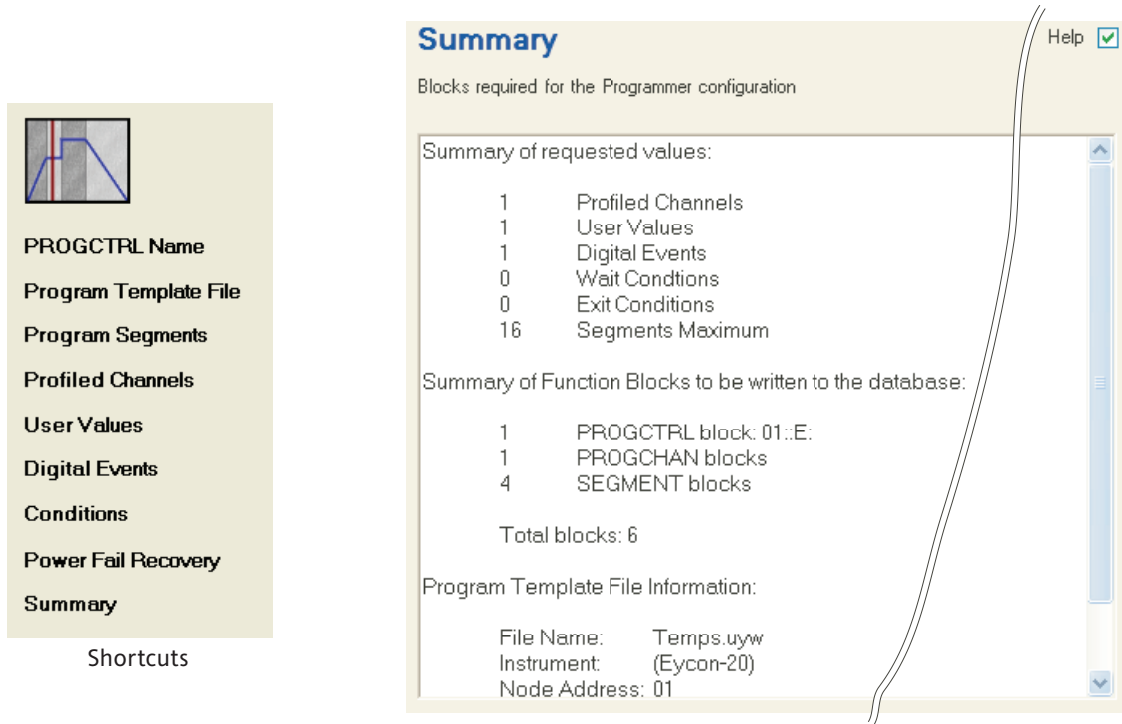 PROGCTRL Name
Program Template File
Program Segments
Profiled Channels
User Values
Digital Events
Conditions
Power Fail Recovery
Summary
Shortcuts
Summary
Help
Blocks required for the Programmer configuration
Summary of requested values:
1 Profiled Channels
1 User Values
1 Digital Events
0 Wait Condtions
0 Exit Conditions
16 Segments Maximum
Summary of Function Blocks to be written to the database:
1 PROGCTRL block: 01::E:
1 PROGCHAN blocks
4 SEGMENT blocks
Total blocks: 6
Program Template File Information:
File Name: Temps.uyw
Instrument: (Eycon-20)
Node Address: 01